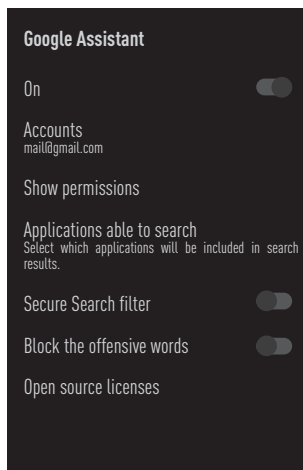 Google Assistant
On
Accounts
mail@gmail.com
Show permissions
Applications able to search
Select which applications will be included in search
results.
Secure Search filter
Block the offensive words
Open source licenses